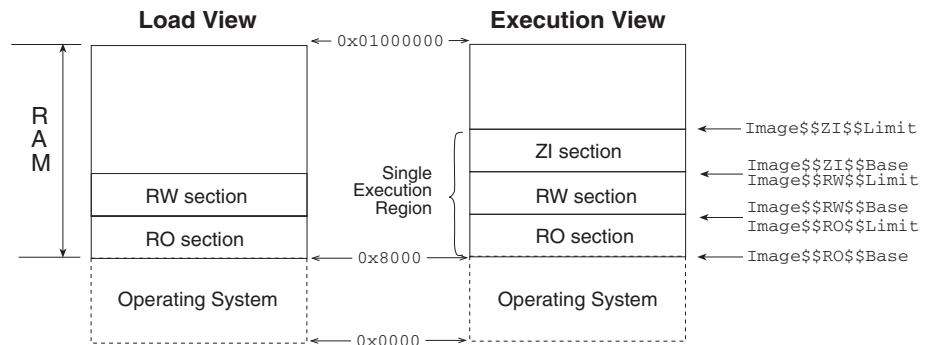 Load View
Execution View
0x01000000
R
A
M
Image$$ZI$$Limit
ZI section
Single
Execution
Region
Image$$ZI$$Base
Image$$RW$$Limit
RW section
RW section
Image$$RW$$Base
Image$$RO$$Limit
RO section
RO section
0x8000
Image$$RO$$Base
Operating System
Operating System
0x0000